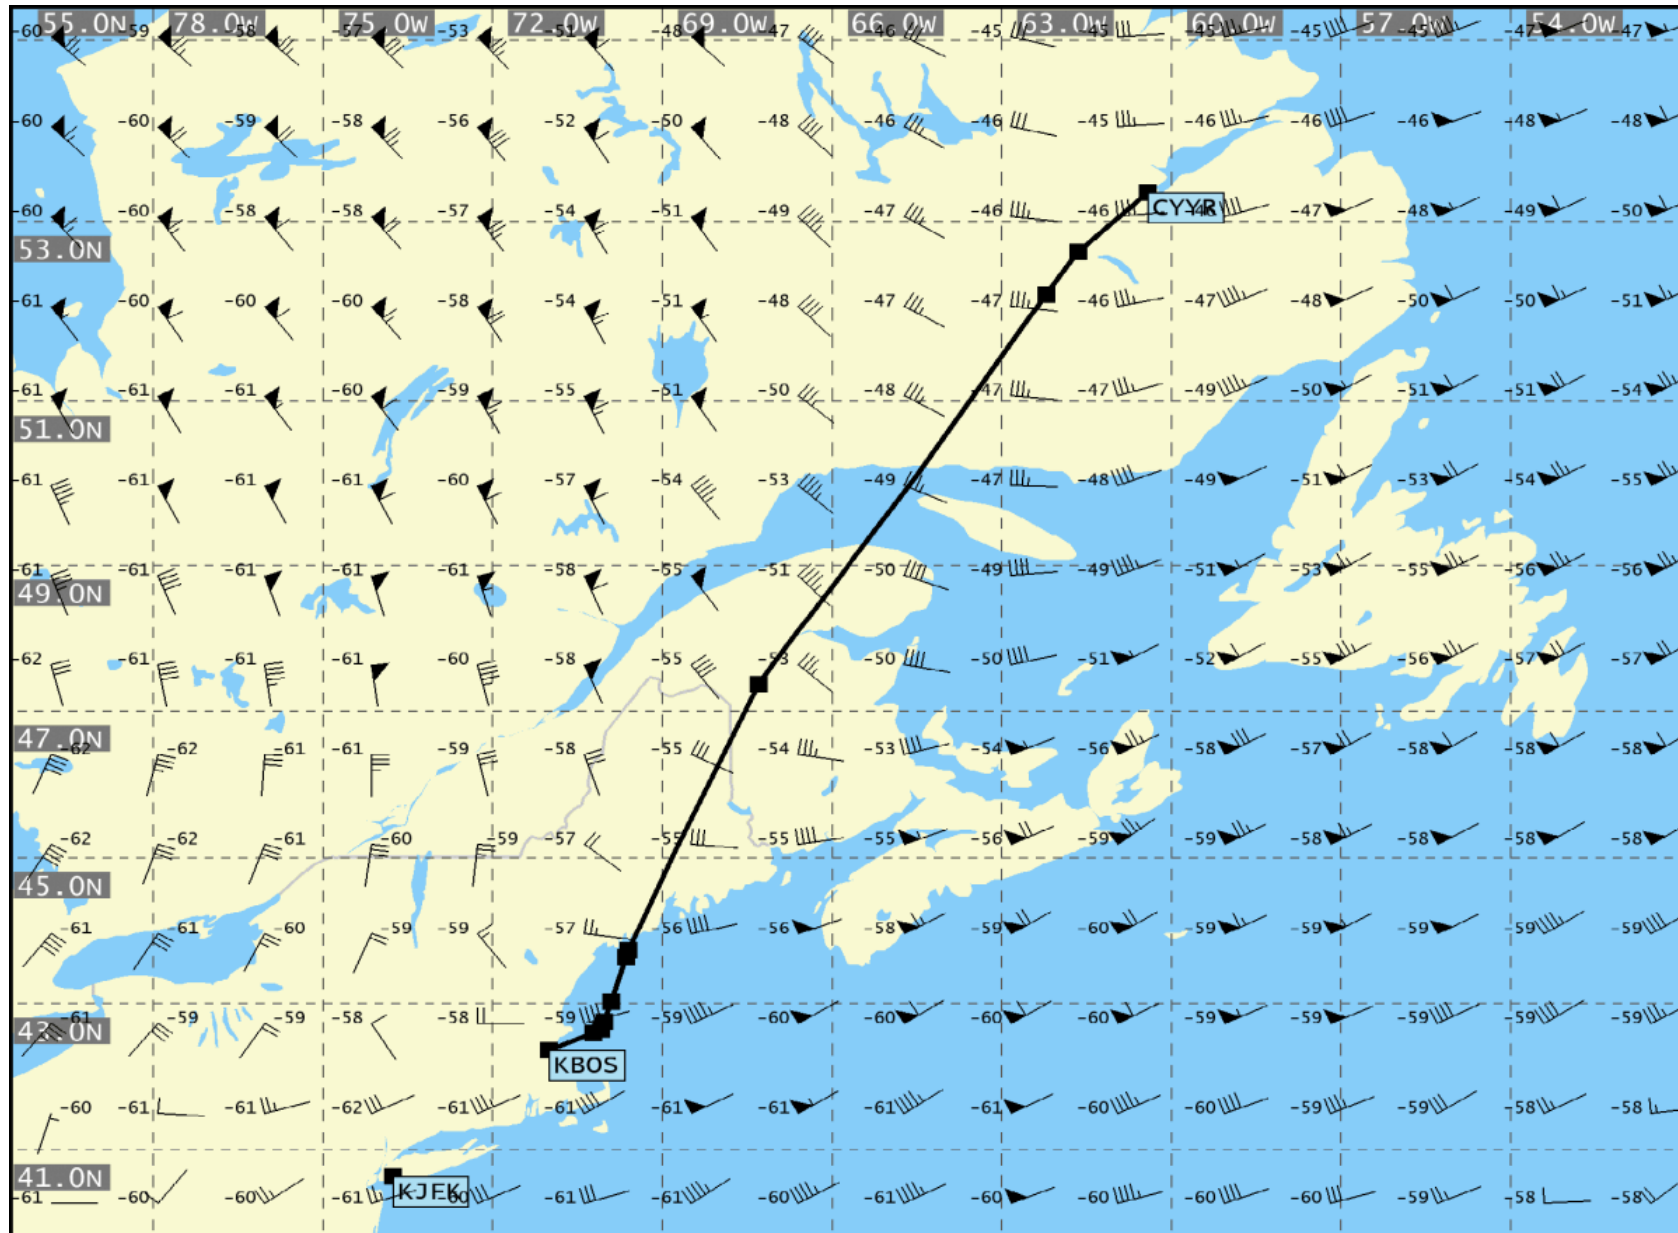 55.0N 78.0W 75.0W 72.0W 69.0W 66.0W 63.0W 60.0W 57.0W 54.0W
-60 -59 -58 -57 -53 -51 -48 -47 -46 -45 -45 -45 -45 -47 -47
-60 -60 -59 -58 -56 -52 -50 -48 -46 -46 -45 -46 -46 -46 -48 -48
-60 -60 -58 -58 -57 -54 -51 -49 -47 -46 -46 -46 -47 -48 -49 -50
CYYR
53.0N
-61 -60 -60 -60 -58 -54 -51 -48 -47 -47 -46 -47 -48 -50 -50 -51
-61 -61 -61 -60 -59 -55 -51 -50 -48 -47 -47 -49 -50 -51 -51 -54
51.0N
-61 -61 -61 -61 -60 -57 -54 -53 -49 -47 -48 -49 -51 -53 -54 -55
-61 -61 -61 -61 -61 -58 -55 -51 -50 -49 -49 -51 -53 -55 -56 -56
49.0N
-62 -61 -61 -61 -60 -58 -55 -53 -50 -50 -51 -52 -55 -56 -57 -57
47.0N
-62 -62 -61 -61 -59 -58 -55 -54 -53 -54 -56 -58 -57 -58 -58 -58
-62 -62 -61 -60 -59 -57 -55 -55 -55 -56 -59 -59 -58 -58 -58 -58
45.0N
-61 -61 -60 -59 -59 -57 -56 -56 -58 -59 -60 -59 -59 -59 -59 -59
-61 -59 -59 -58 -58 -59 -59 -60 -60 -60 -60 -59 -59 -59 -59 -59
43.0N
KBOS
-60 -61 -61 -62 -61 -61 -61 -61 -61 -61 -60 -60 -59 -59 -58 -58
41.0N
KJFK
-61 -60 -60 -61 -60 -61 -61 -60 -61 -60 -60 -60 -60 -59 -58 -58